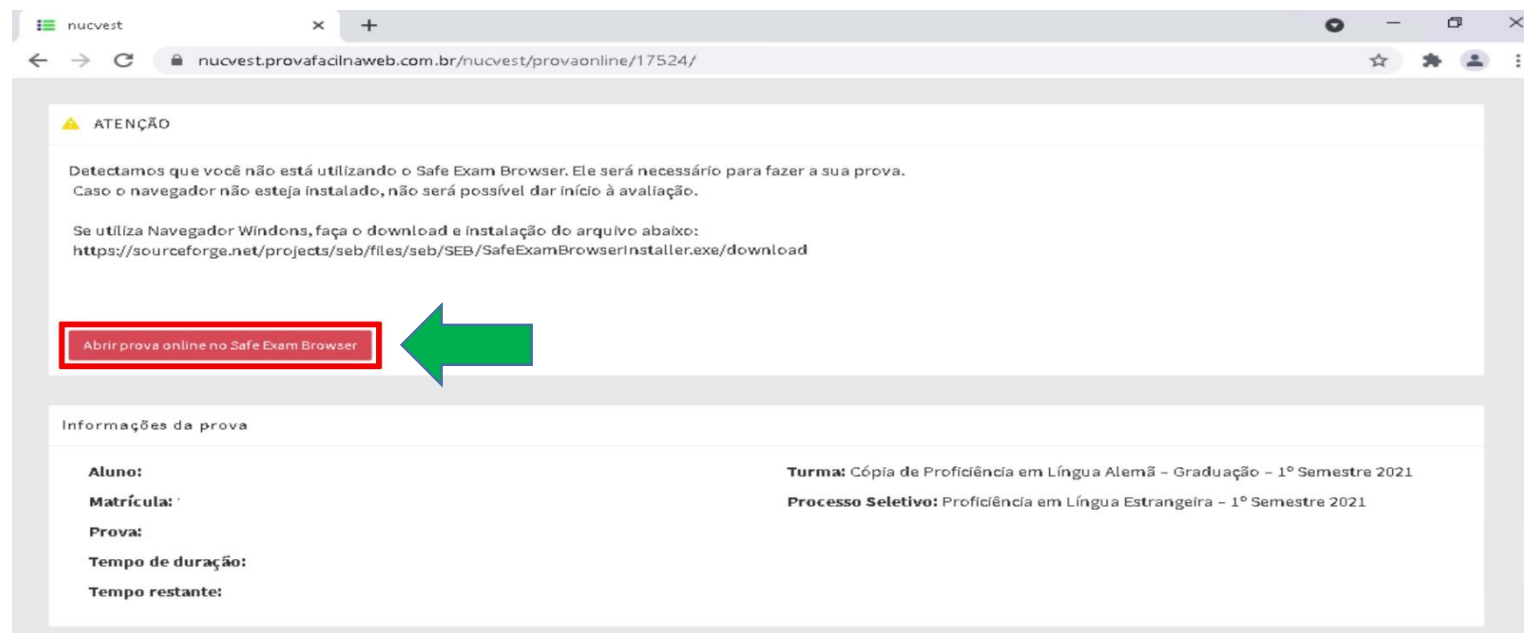 nucvest
nucvest.provafacilnaweb.com.br/nucvest/provaonline/17524/
ATENÇÃO
Detectamos que você não está utilizando o Safe Exam Browser. Ele será necessário para fazer a sua prova.
Caso o navegador não esteja instalado, não será possível dar início à avaliação.
Se utiliza Navegador Windons, faça o download e instalação do arquivo abaixo:
https://sourceforge.net/projects/seb/files/seb/SEB/SafeExamBrowserInstaller.exe/download
Abrir prova online no Safe Exam Browser
Informações da prova
Aluno:
Turma: Cópia de Proficiência em Língua Alemã - Graduação - 1º Semestre 2021
Matrícula:
Processo Seletivo: Proficiência em Língua Estrangeira - 1º Semestre 2021
Prova:
Tempo de duração:
Tempo restante: